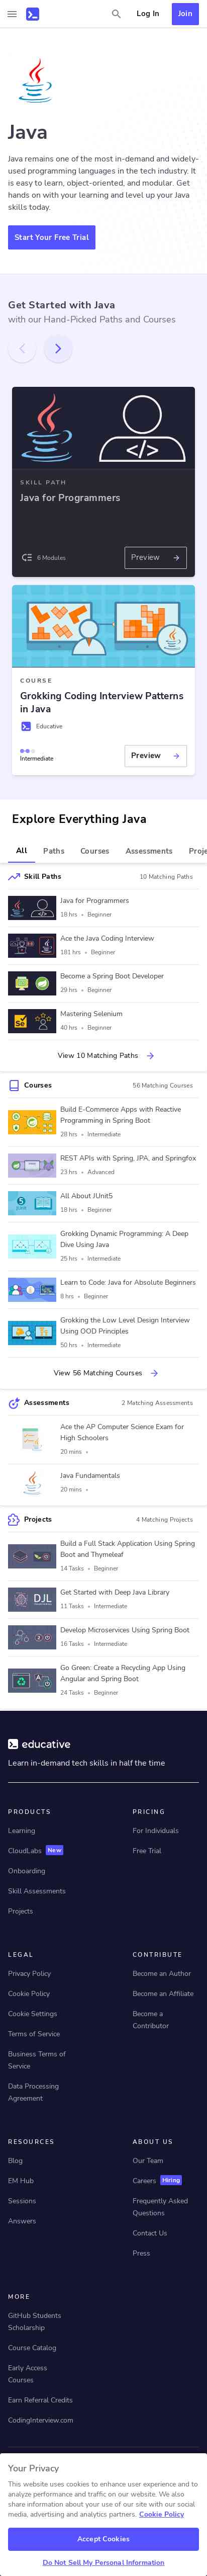 Log In
Join
Java
Java remains one of the most in-demand and widely-
used programming languages in the tech industry. It
is easy to learn, object-oriented, and modular. Get
hands on with our learning and level up your Java
skills today.
Start Your Free Trial
Get Started with Java
with our Hand-Picked Paths and Courses
SKILL PATH
Java for Programmers
6 Modules
Preview
COURSE
Grokking Coding Interview Patterns
in Java
Educative
Intermediate
Preview
Explore Everything Java
All
Paths
Courses
Assessments
Proje
Skill Paths
10 Matching Paths
Java for Programmers
18 hrs • Beginner
Ace the Java Coding Interview
181 hrs • Beginner
Become a Spring Boot Developer
29 hrs • Beginner
Mastering Selenium
40 hrs • Beginner
View 10 Matching Paths
Courses
56 Matching Courses
Build E-Commerce Apps with Reactive
Programming in Spring Boot
28 hrs • Intermediate
REST APIs with Spring, JPA, and Springfox
23 hrs • Advanced
All About JUnit5
18 hrs • Beginner
Grokking Dynamic Programming: A Deep
Dive Using Java
25 hrs • Intermediate
Learn to Code: Java for Absolute Beginners
8 hrs • Beginner
Grokking the Low Level Design Interview
Using OOD Principles
50 hrs • Intermediate
View 56 Matching Courses
Assessments
2 Matching Assessments
Ace the AP Computer Science Exam for
High Schoolers
20 mins •
Java Fundamentals
20 mins •
Projects
4 Matching Projects
Build a Full Stack Application Using Spring
Boot and Thymeleaf
14 Tasks • Beginner
DJL
Get Started with Deep Java Library
11 Tasks • Intermediate
Develop Microservices Using Spring Boot
16 Tasks • Intermediate
Go Green: Create a Recycling App Using
Angular and Spring Boot
24 Tasks • Beginner
educative
Learn in-demand tech skills in half the time
PRODUCTS
Learning
CloudLabs New
Onboarding
Skill Assessments
Projects
PRICING
For Individuals
Free Trial
LEGAL
Privacy Policy
Cookie Policy
Cookie Settings
Terms of Service
Business Terms of
Service
Data Processing
Agreement
CONTRIBUTE
Become an Author
Become an Affiliate
Become a
Contributor
RESOURCES
Blog
EM Hub
Sessions
Answers
ABOUT US
Our Team
Careers Hiring
Frequently Asked
Questions
Contact Us
Press
MORE
GitHub Students
Scholarship
Course Catalog
Early Access
Courses
Earn Referral Credits
CodingInterview.com
Your Privacy
This website uses cookies to enhance user experience and to
analyze performance and traffic on our website. We also share
information about your use of our site with our social
media, advertising and analytics partners. Cookie Policy
Accept Cookies
Do Not Sell My Personal Information